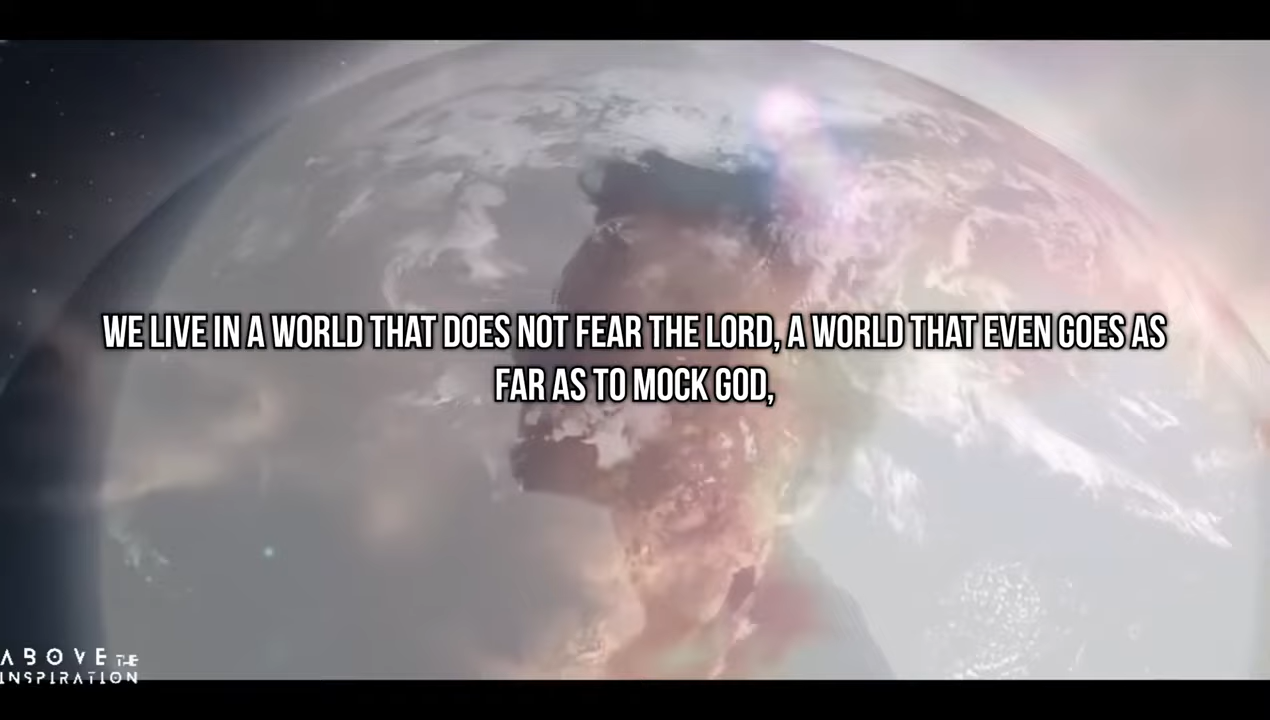 WE LIVE IN A WORLD THAT DOES NOT FEAR THE LORD, A WORLD THAT EVEN GOES AS
FAR AS TO MOCK GOD,
ABOVE THE
INSPIRATION